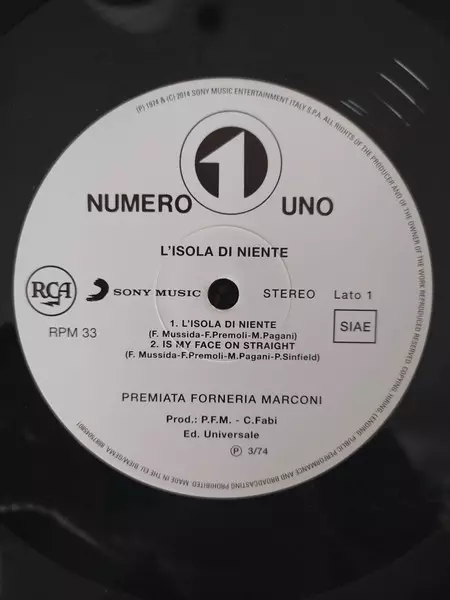 ℗ 1974 & © 2014 SONY MUSIC ENTERTAINMENT ITALY S.P.A. ALL RIGHTS OF THE PRODUCER AND OF THE OWNER OF THE WORK REPRODUCED RESERVED. COPYING, HIRING, LENDING, PUBLIC PERFORMANCE AND BROADCASTING PROHIBITED. MADE IN THE EU. BIEM/GEMA.
NUMERO 1 UNO
L'ISOLA DI NIENTE
RCA SONY MUSIC STEREO Lato 1
RPM 33 SIAE
1. L'ISOLA DI NIENTE
(F. Mussida-F.Premoli-M.Pagani)
2. IS MY FACE ON STRAIGHT
(F. Mussida-F.Premoli-M.Pagani-P.Sinfield)
PREMIATA FORNERIA MARCONI
Prod.: P.F.M. - C.Fabi
Ed. Universale
℗ 3/74